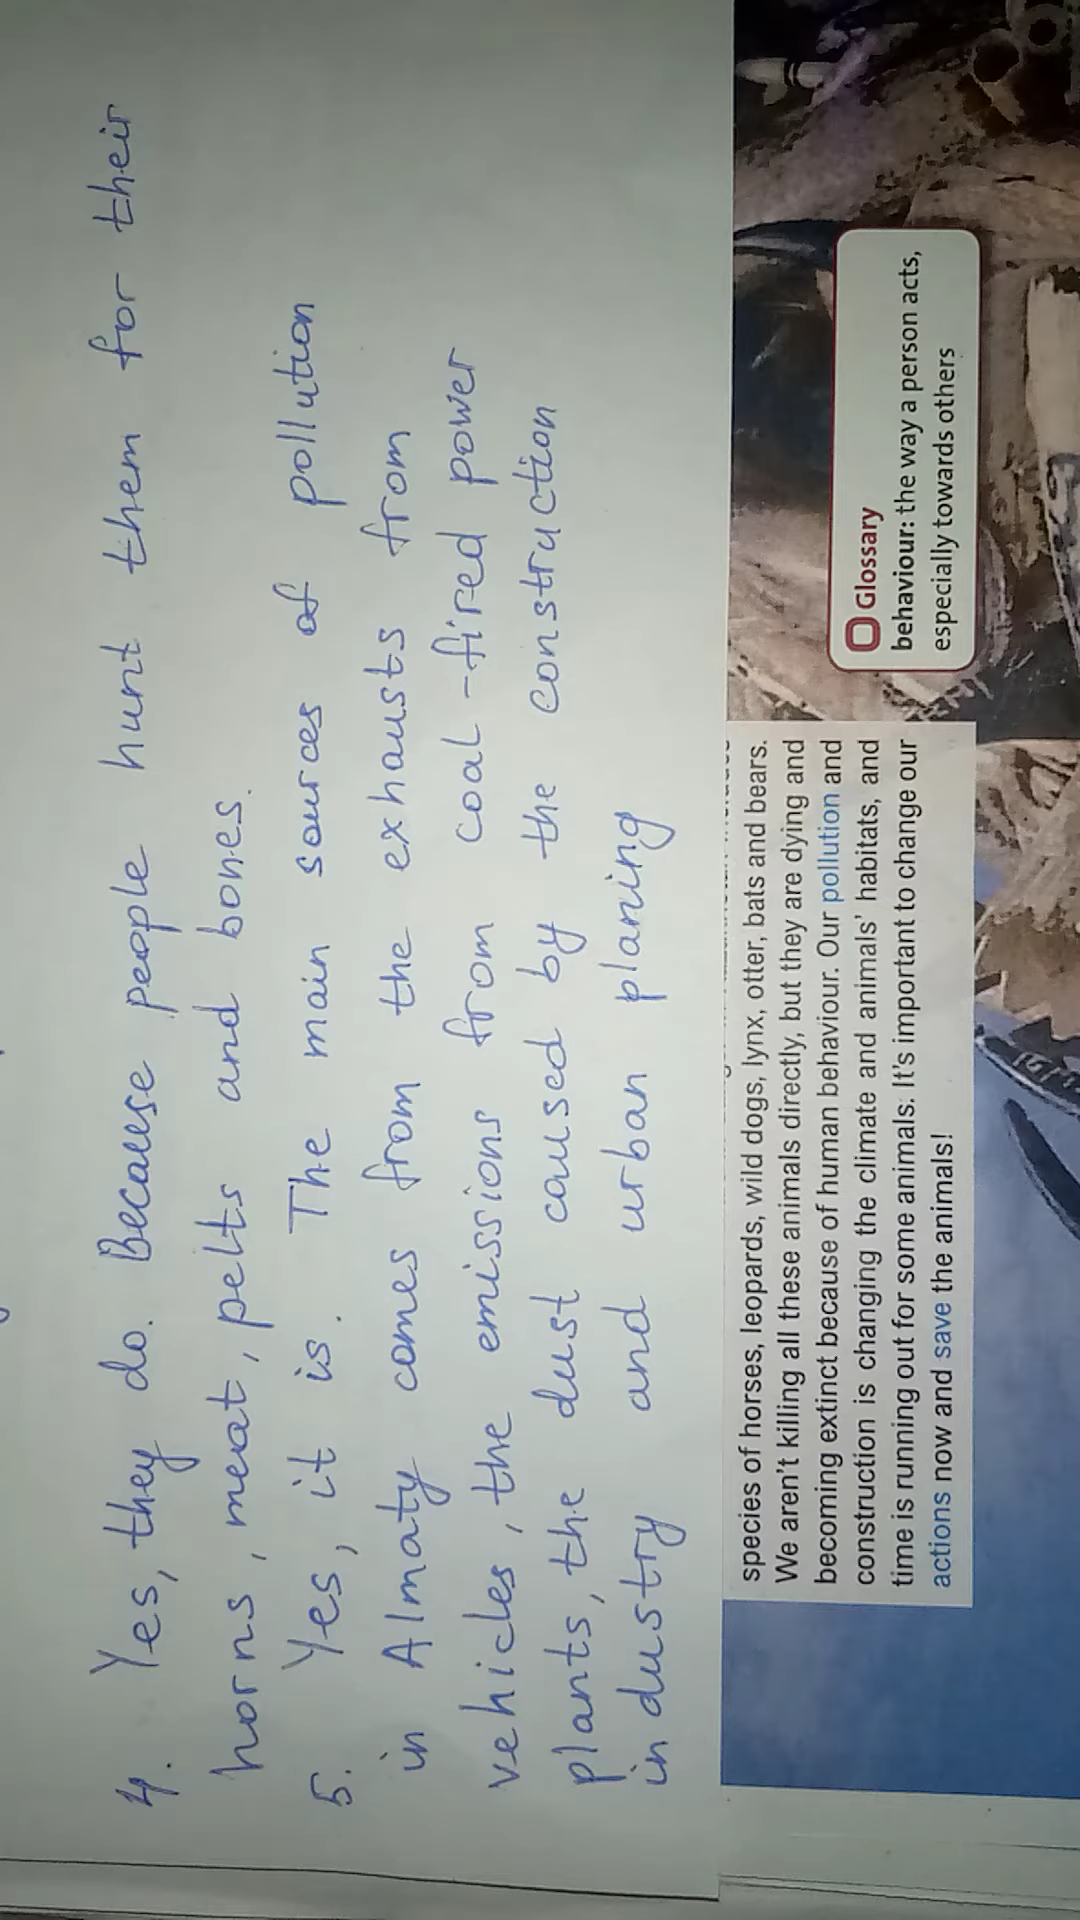 4. Yes, they do. Because people hunt them for their
horns, meat, pelts and bones.
5. Yes, it is. The main sources of pollution
in Almaty comes from the exhausts from
vehicles, the emissions from coal-fired power
plants, the dust caused by the construction
industry and urban planing
species of horses, leopards, wild dogs, lynx, otter, bats and bears.
We aren't killing all these animals directly, but they are dying and
becoming extinct because of human behaviour. Our pollution and
construction is changing the climate and animals' habitats, and
time is running out for some animals. It's important to change our
actions now and save the animals!
Glossary
behaviour: the way a person acts,
especially towards others